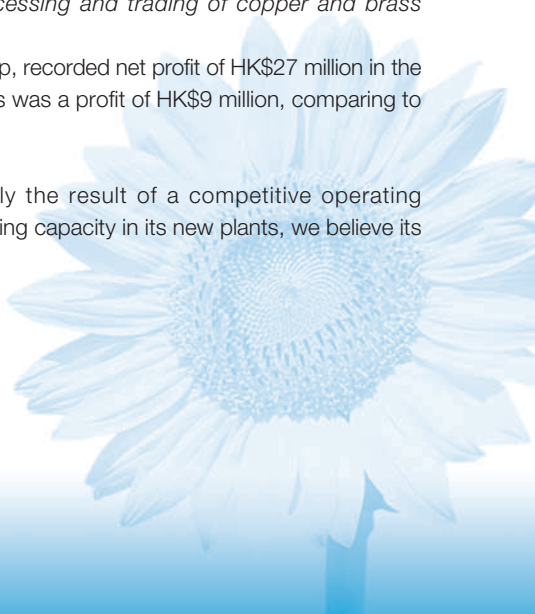 cessing and trading of copper and brass
p, recorded net profit of HK$27 million in the
s was a profit of HK$9 million, comparing to
ly the result of a competitive operating
ing capacity in its new plants, we believe its